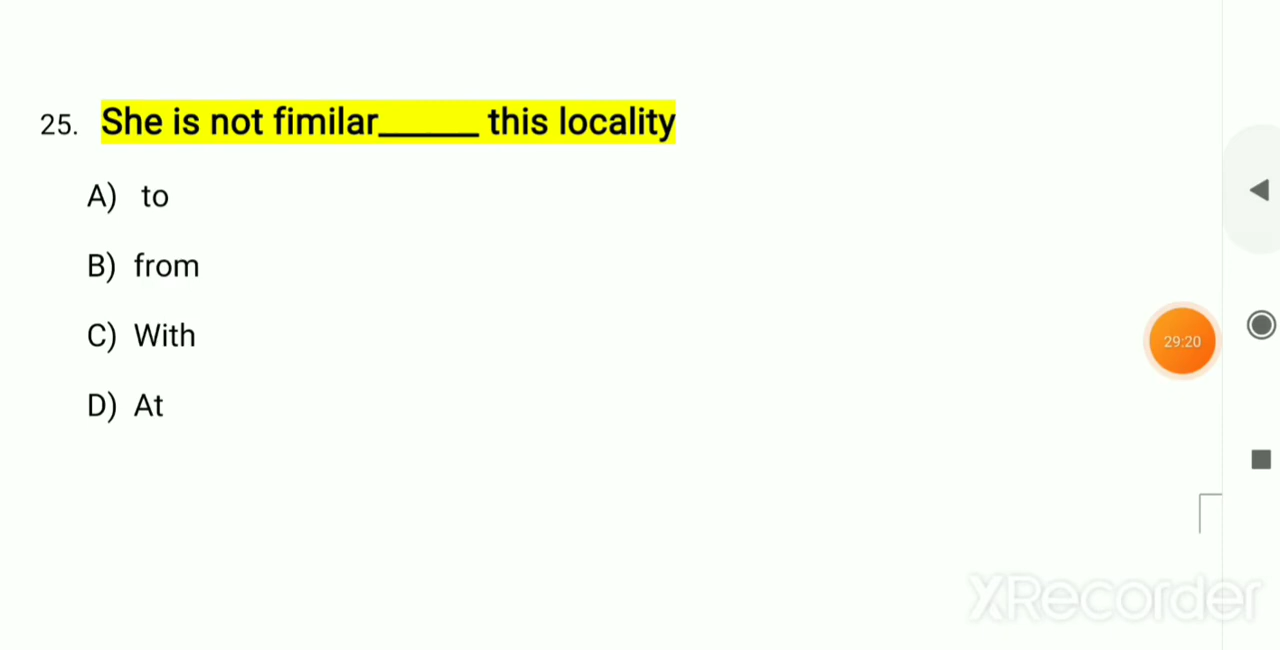 25. She is not fimilar______ this locality
A) to
B) from
C) With
D) At
29:20
XRecorder